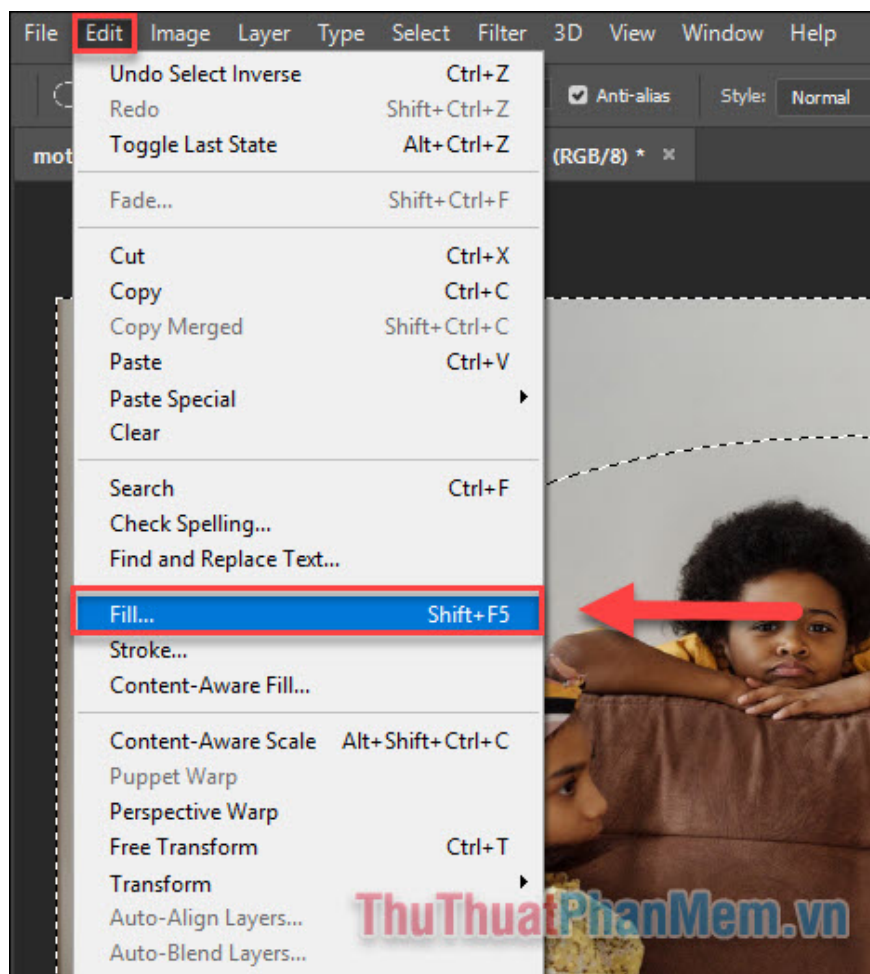 File Edit Image Layer Type Select Filter 3D View Window Help
Anti-alias Style: Normal
mot (RGB/8) * ×
Undo Select Inverse Ctrl+Z
Redo Shift+Ctrl+Z
Toggle Last State Alt+Ctrl+Z
Fade... Shift+Ctrl+F
Cut Ctrl+X
Copy Ctrl+C
Copy Merged Shift+Ctrl+C
Paste Ctrl+V
Paste Special
Clear
Search Ctrl+F
Check Spelling...
Find and Replace Text...
Fill... Shift+F5
Stroke...
Content-Aware Fill...
Content-Aware Scale Alt+Shift+Ctrl+C
Puppet Warp
Perspective Warp
Free Transform Ctrl+T
Transform
Auto-Align Layers...
Auto-Blend Layers...
ThuThuatPhanMem.vn